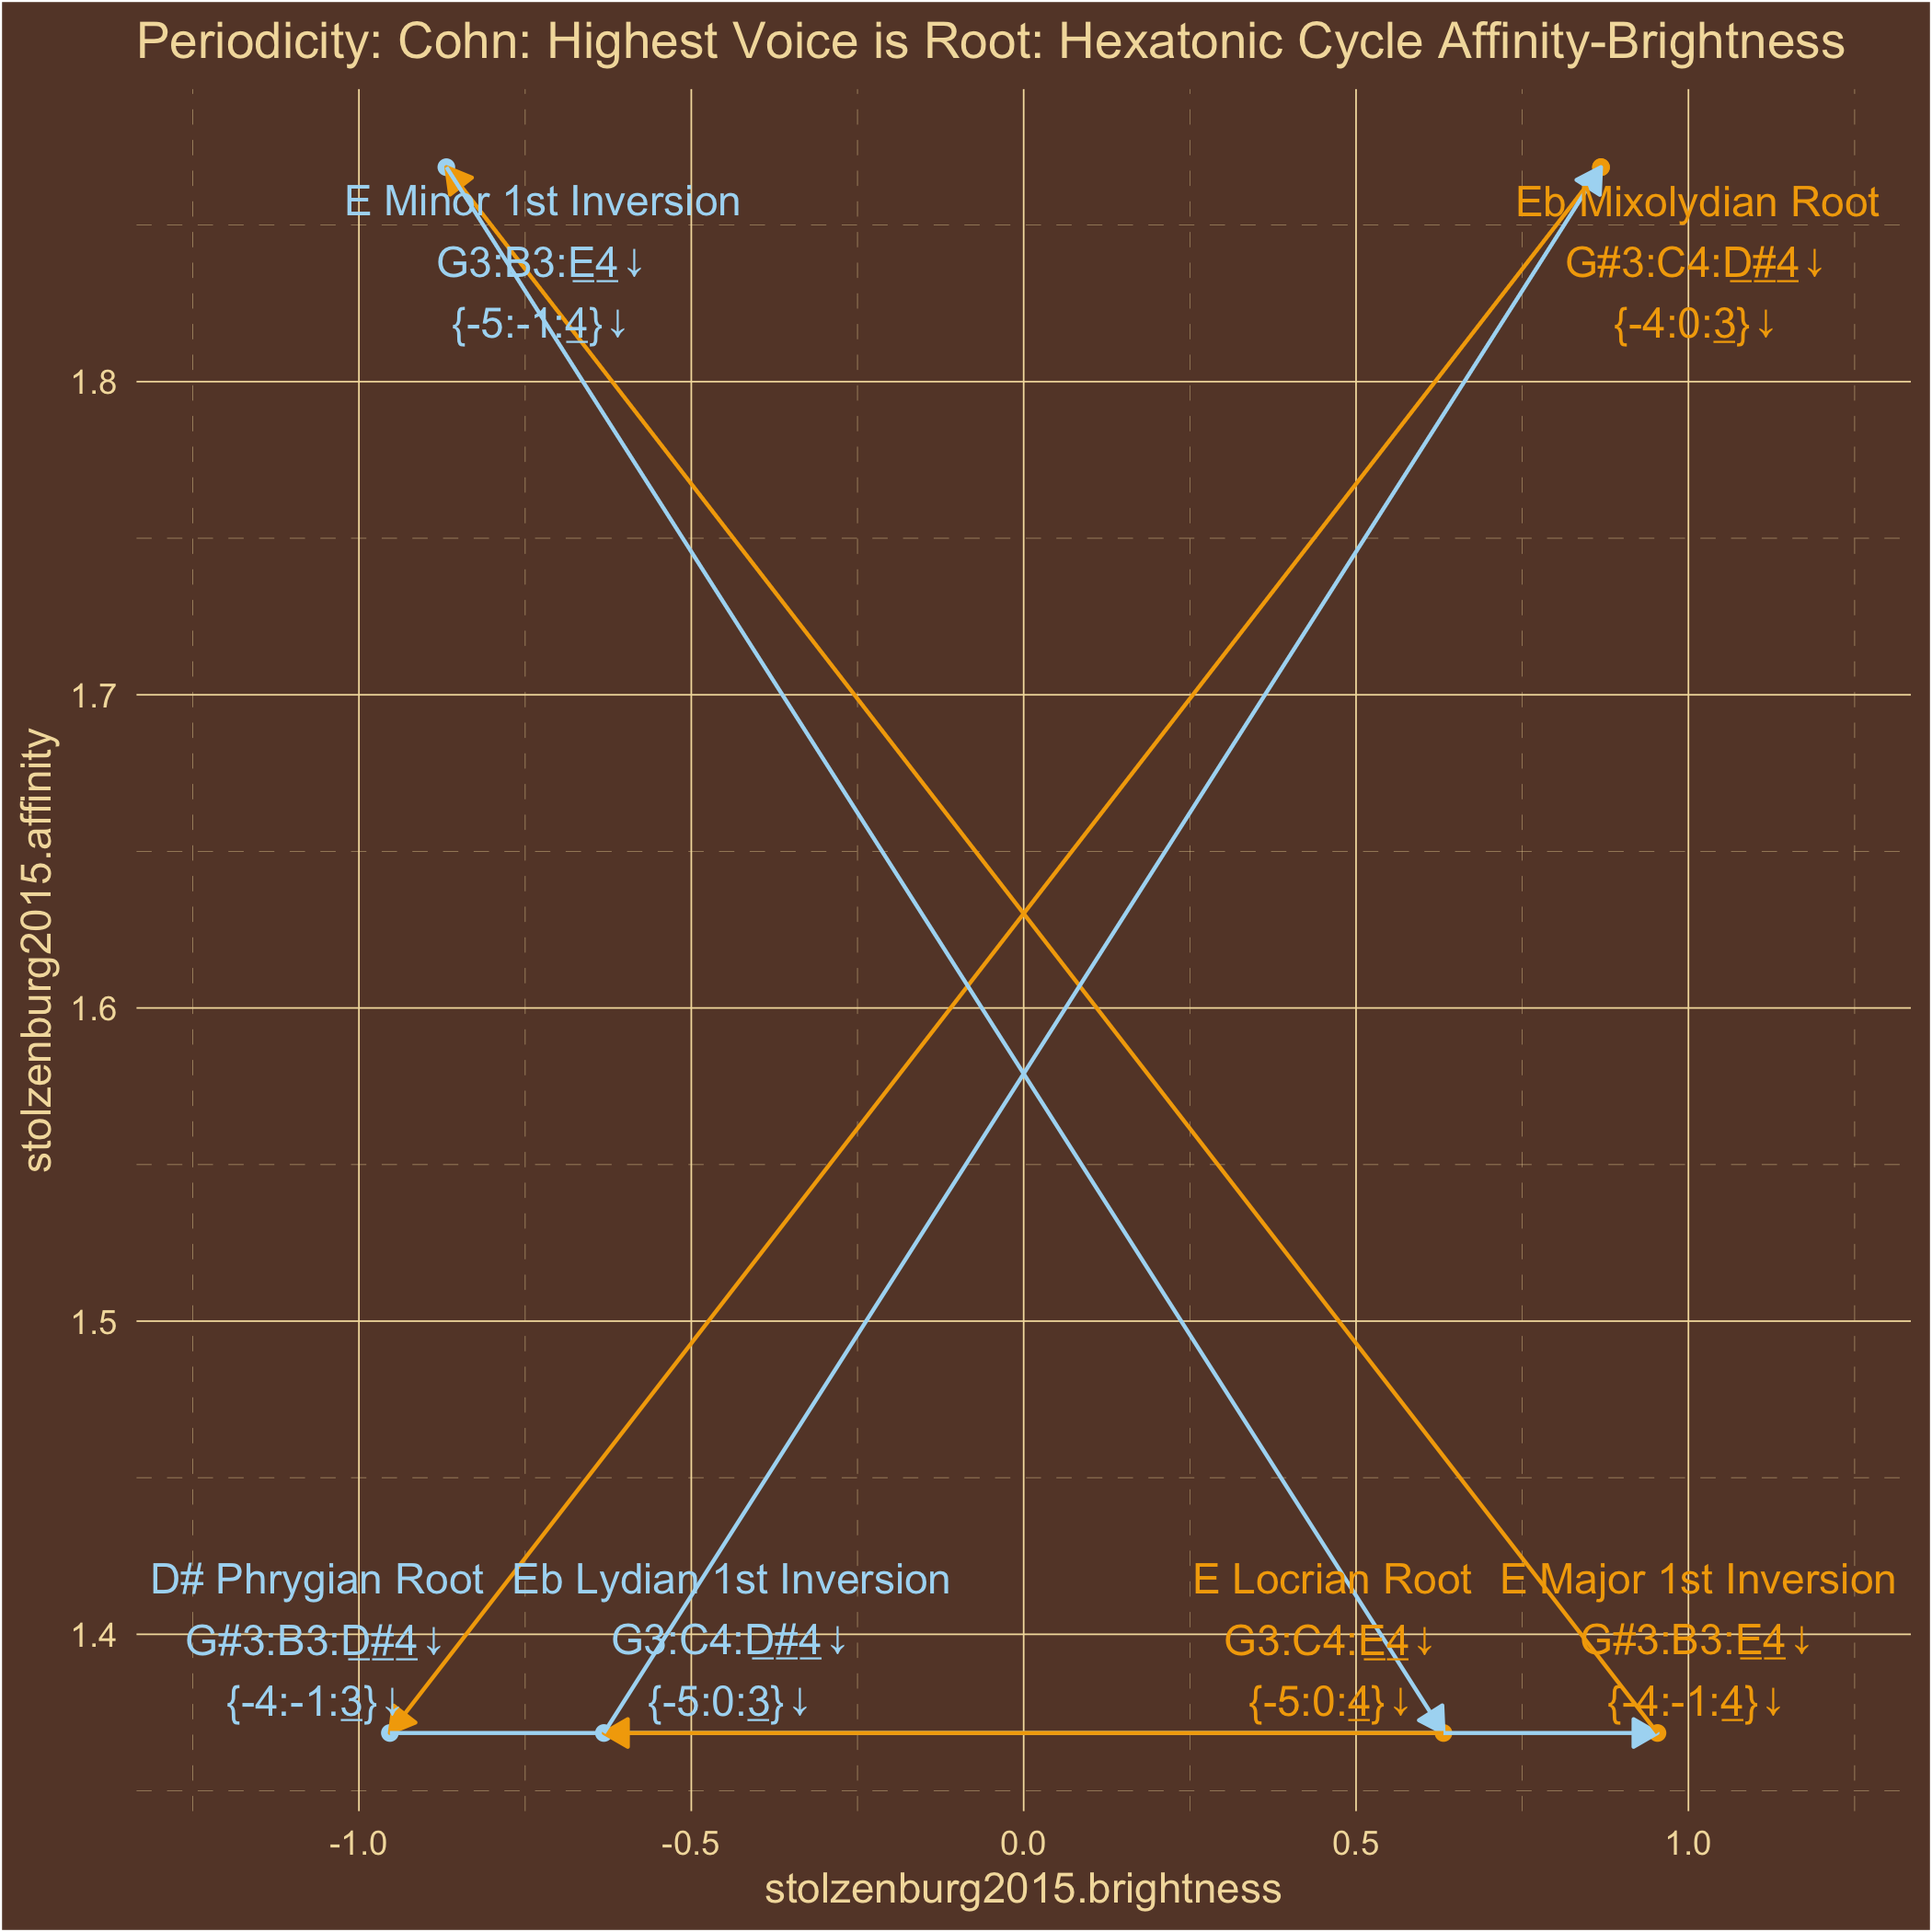 Periodicity: Cohn: Highest Voice is Root: Hexatonic Cycle Affinity-Brightness
E Minor 1st Inversion
G3:B3:E4↓
{-5:-1:4}↓
Eb Mixolydian Root
G#3:C4:D#4↓
{-4:0:3}↓
1.8
1.7
1.6
1.5
1.4
stolzenburg2015.affinity
D# Phrygian Root
G#3:B3:D#4↓
{-4:-1:3}↓
Eb Lydian 1st Inversion
G3:C4:D#4↓
{-5:0:3}↓
E Locrian Root
G3:C4:E4↓
{-5:0:4}↓
E Major 1st Inversion
G#3:B3:E4↓
{-4:-1:4}↓
-1.0
-0.5
0.0
0.5
1.0
stolzenburg2015.brightness